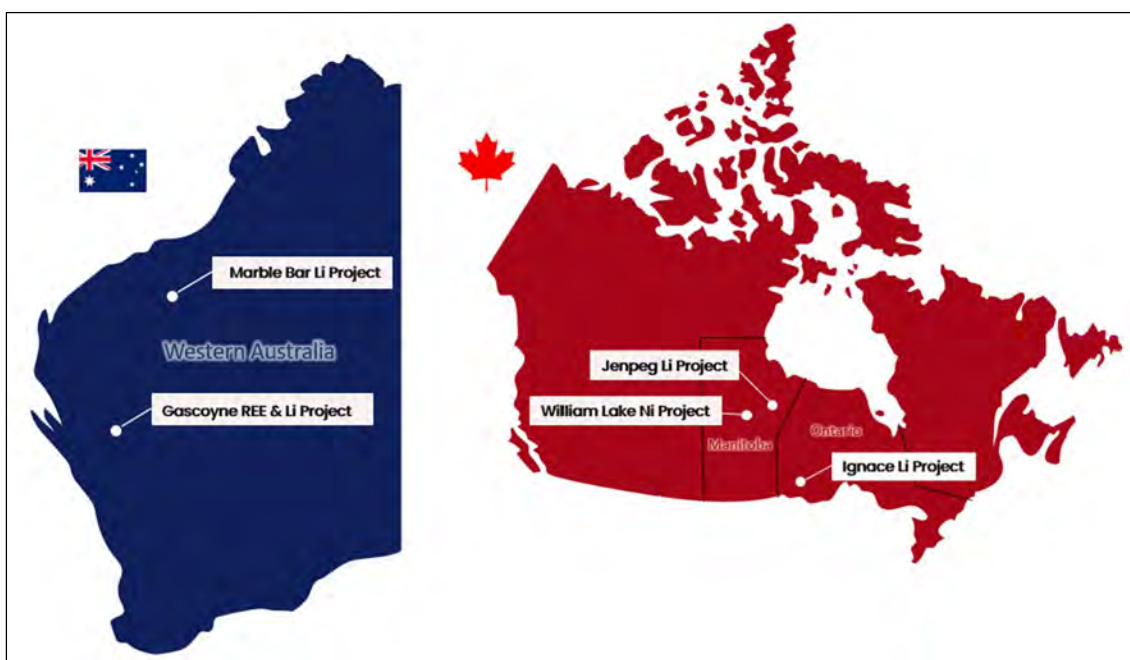 Marble Bar Li Project
Western Australia
Gascoyne REE & Li Project
Jenpeg Li Project
William Lake Ni Project
Manitoba
Ontario
Ignace Li Project